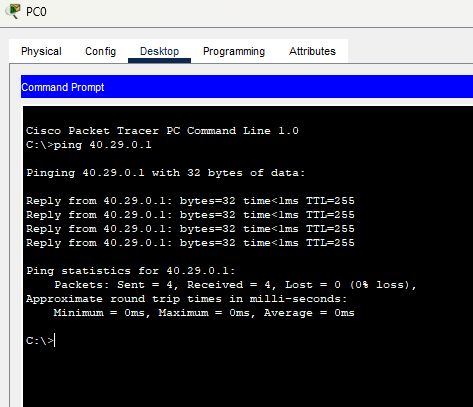 PC0
Physical Config Desktop Programming Attributes
Command Prompt
Cisco Packet Tracer PC Command Line 1.0
C:\>ping 40.29.0.1
Pinging 40.29.0.1 with 32 bytes of data:
Reply from 40.29.0.1: bytes=32 time<1ms TTL=255
Reply from 40.29.0.1: bytes=32 time<1ms TTL=255
Reply from 40.29.0.1: bytes=32 time<1ms TTL=255
Reply from 40.29.0.1: bytes=32 time<1ms TTL=255
Ping statistics for 40.29.0.1:
Packets: Sent = 4, Received = 4, Lost = 0 (0% loss),
Approximate round trip times in milli-seconds:
Minimum = 0ms, Maximum = 0ms, Average = 0ms
C:\>